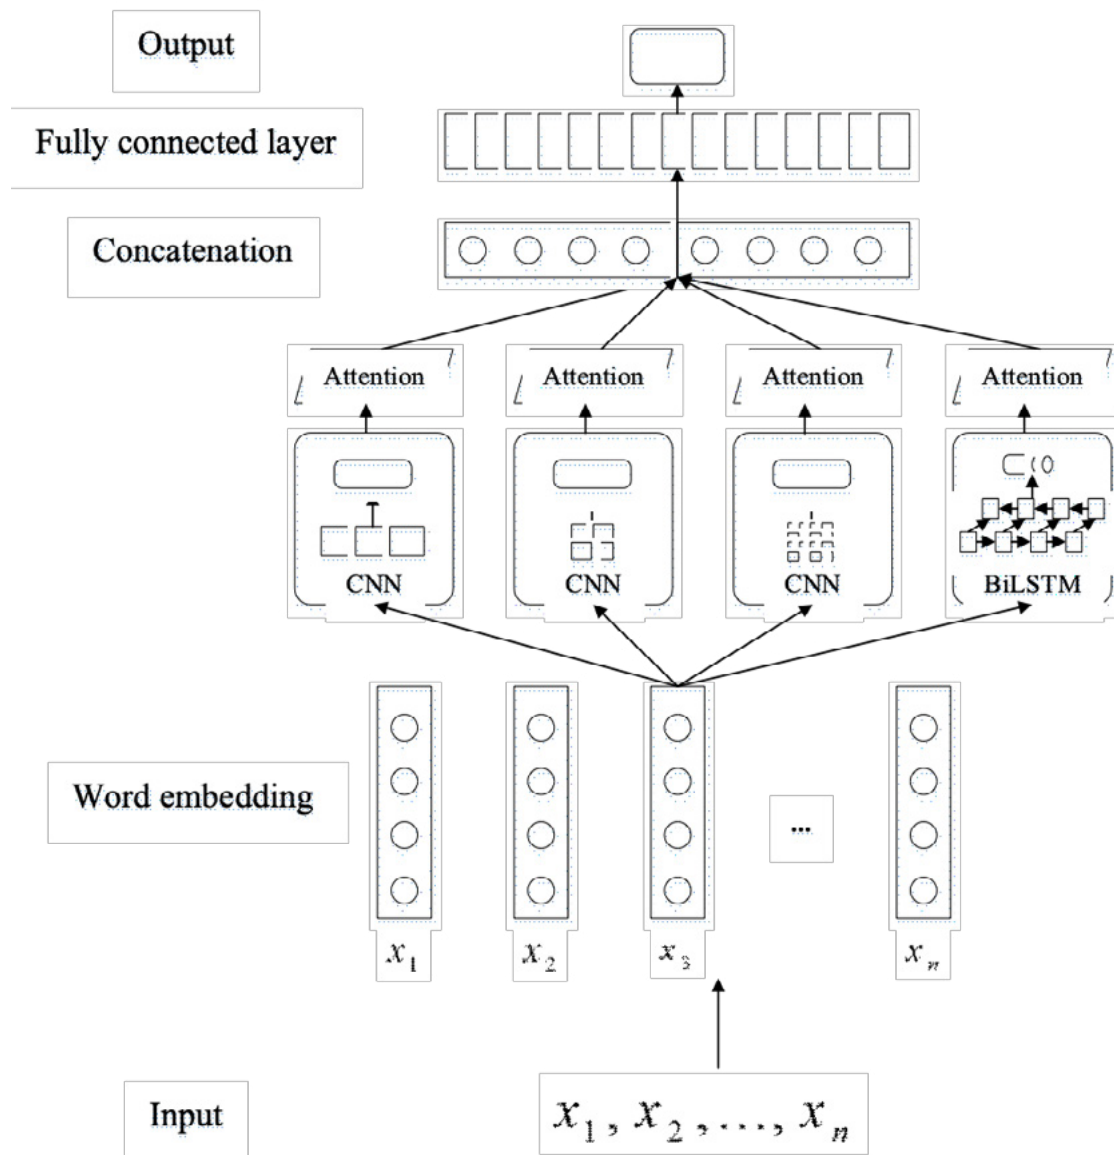 Output
Fully connected layer
Concatenation
Attention Attention Attention Attention
CNN CNN CNN BiLSTM
Word embedding
...
x₁ x₂ x₃ xₙ
Input
x₁, x₂, ..., xₙ